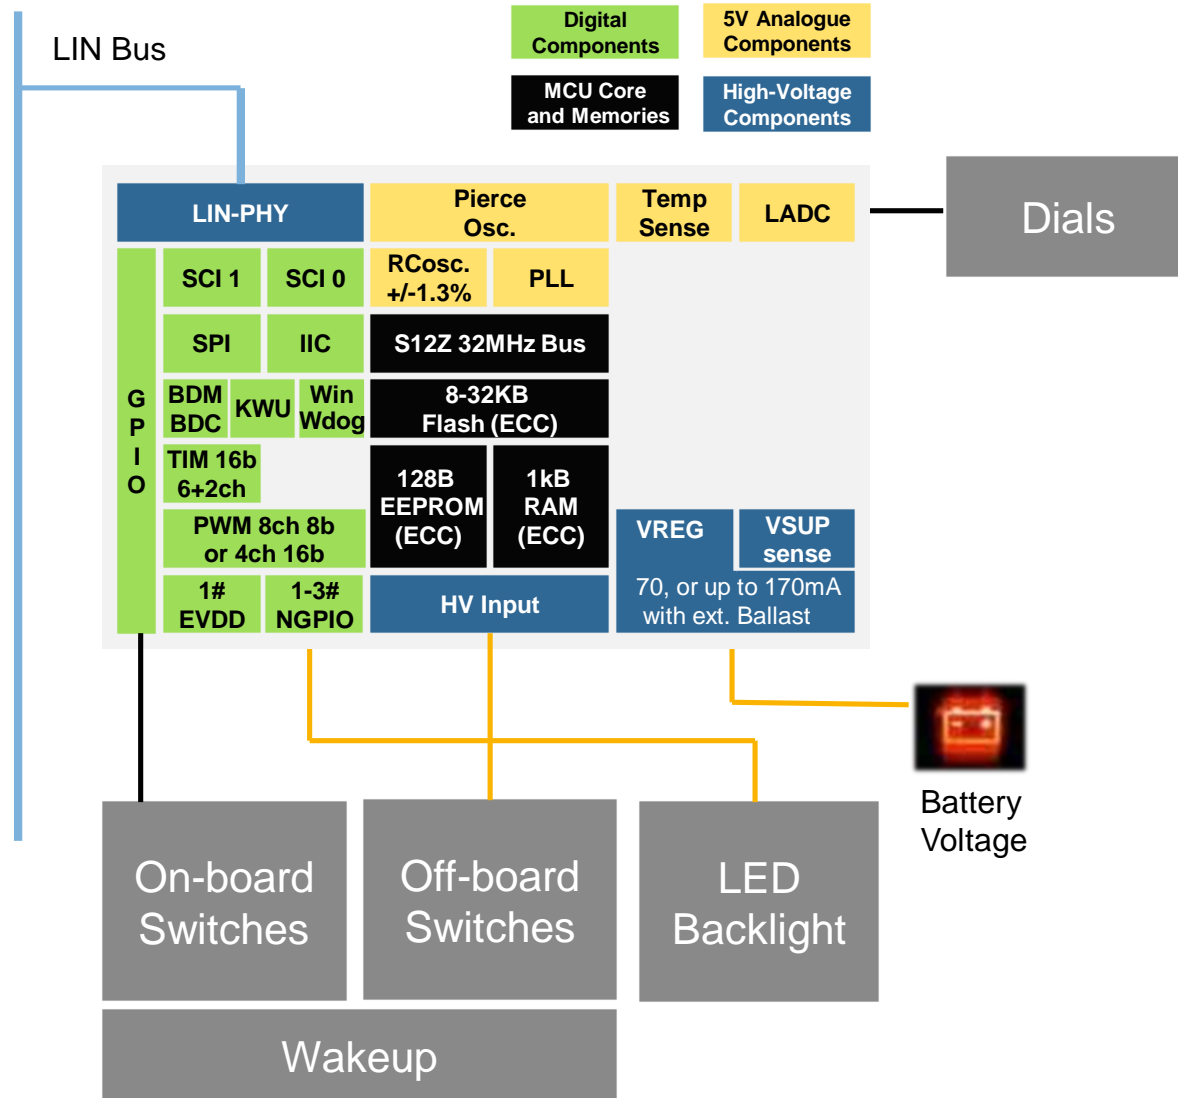 LIN Bus
Digital
Components
5V Analogue
Components
MCU Core
and Memories
High-Voltage
Components
LIN-PHY
Pierce
Osc.
Temp
Sense
LADC
Dials
GPIO
SCI 1
SCI 0
RCosc.
+/-1.3%
PLL
SPI
IIC
S12Z 32MHz Bus
BDM
BDC
KWU
Win
Wdog
8-32KB
Flash (ECC)
TIM 16b
6+2ch
128B
EEPROM
(ECC)
1kB
RAM
(ECC)
PWM 8ch 8b
or 4ch 16b
VREG
VSUP
sense
1#
EVDD
1-3#
NGPIO
HV Input
70, or up to 170mA
with ext. Ballast
Battery
Voltage
On-board
Switches
Off-board
Switches
LED
Backlight
Wakeup